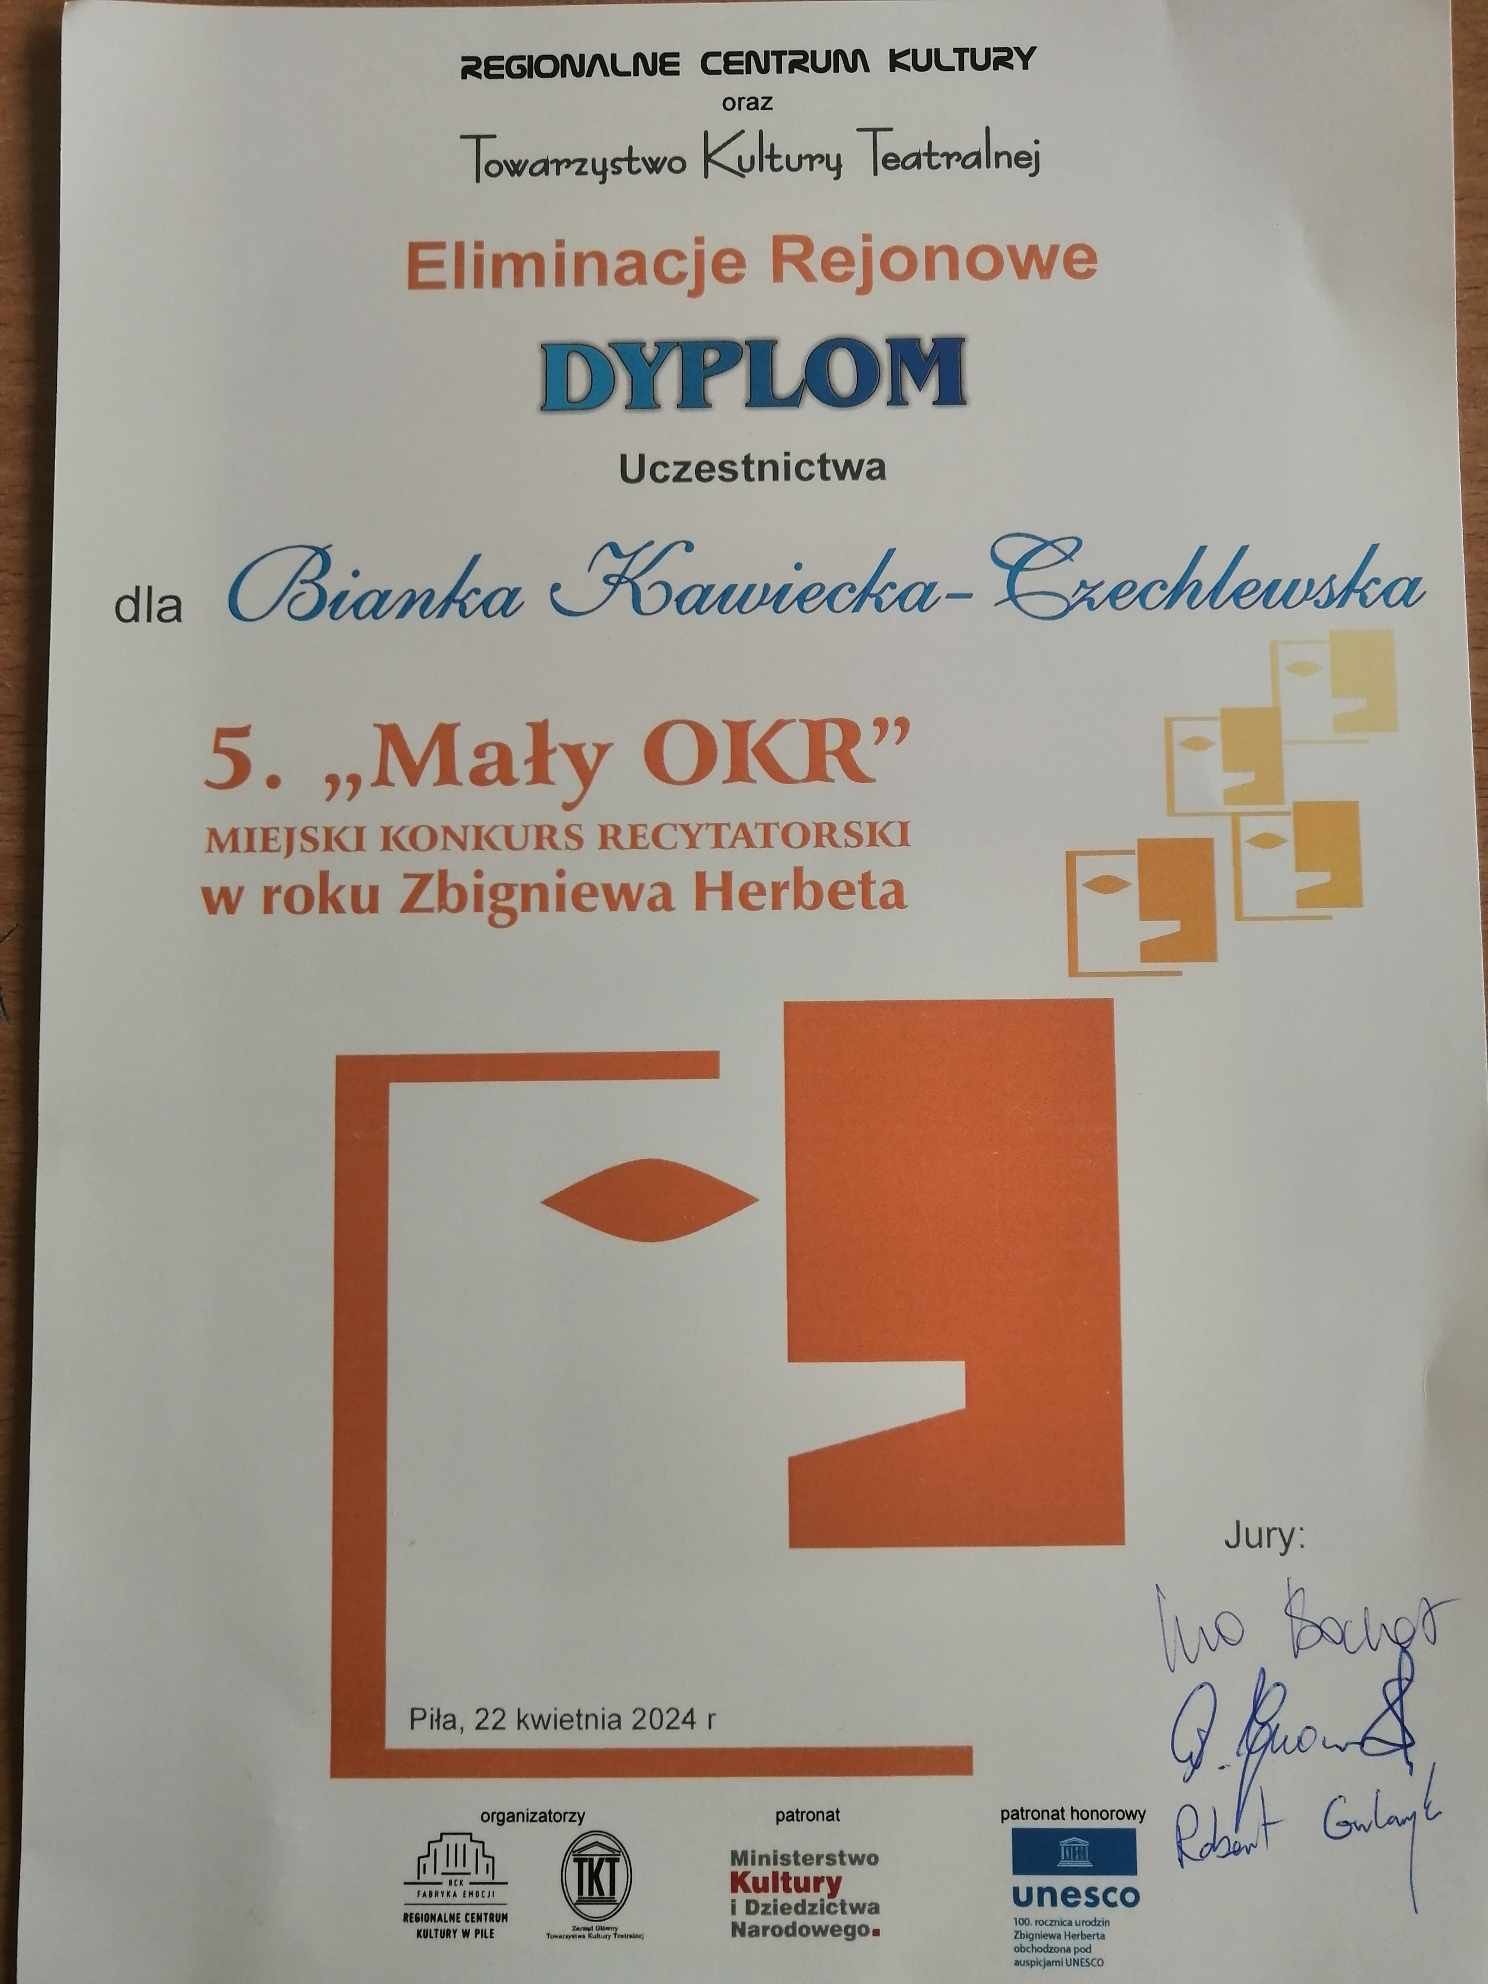 REGIONALNE CENTRUM KULTURY
oraz
Towarzystwo Kultury Teatralnej
Eliminacje Rejonowe
DYPLOM
Uczestnictwa
dla Bianka Kawiecka-Czechlewska
5. „Mały OKR”
MIEJSKI KONKURS RECYTATORSKI
w roku Zbigniewa Herbeta
Jury:
Robert
Piła, 22 kwietnia 2024 r
organizatorzy
RCK
FABRYKA EMOCJI
REGIONALNE CENTRUM
KULTURY W PILE
TKT
Zarząd Główny
Towarzystwa Kultury Teatralnej
patronat
Ministerstwo
Kultury
i Dziedzictwa
Narodowego.
patronat honorowy
unesco
100. rocznica urodzin
Zbigniewa Herberta
obchodzona pod
auspicjami UNESCO